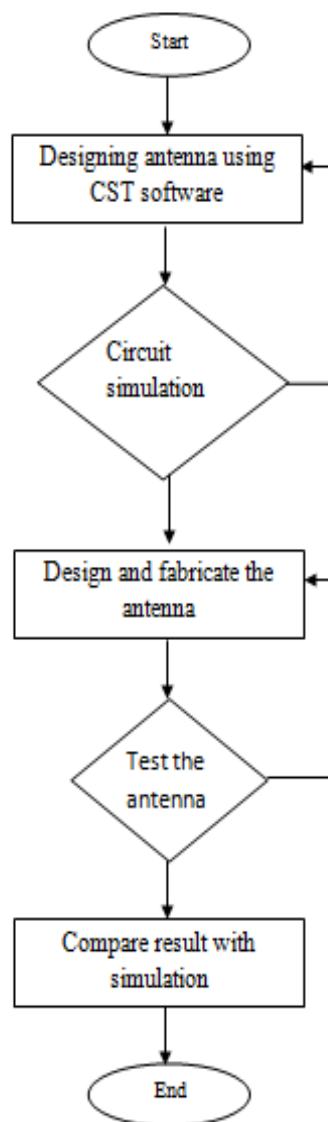 Start
Designing antenna using
CST software
Circuit
simulation
Design and fabricate the
antenna
Test the
antenna
Compare result with
simulation
End